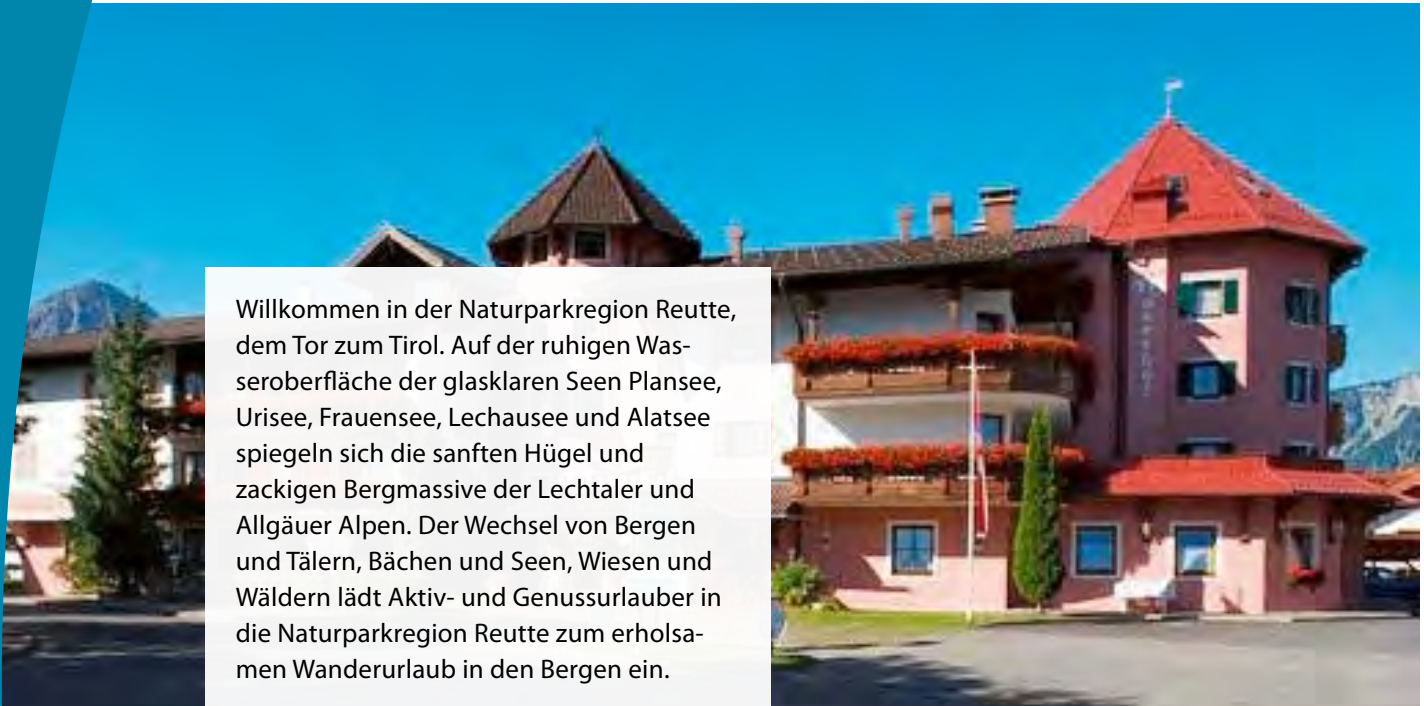 Willkommen in der Naturparkregion Reutte,
dem Tor zum Tirol. Auf der ruhigen Was-
seroberfläche der glasklaren Seen Plansee,
Urisee, Frauensee, Lechausee und Alatsee
spiegeln sich die sanften Hügel und
zackigen Bergmassive der Lechtaler und
Allgäuer Alpen. Der Wechsel von Bergen
und Tälern, Bächen und Seen, Wiesen und
Wäldern lädt Aktiv- und Genussurlauber in
die Naturparkregion Reutte zum erholsa-
men Wanderurlaub in den Bergen ein.